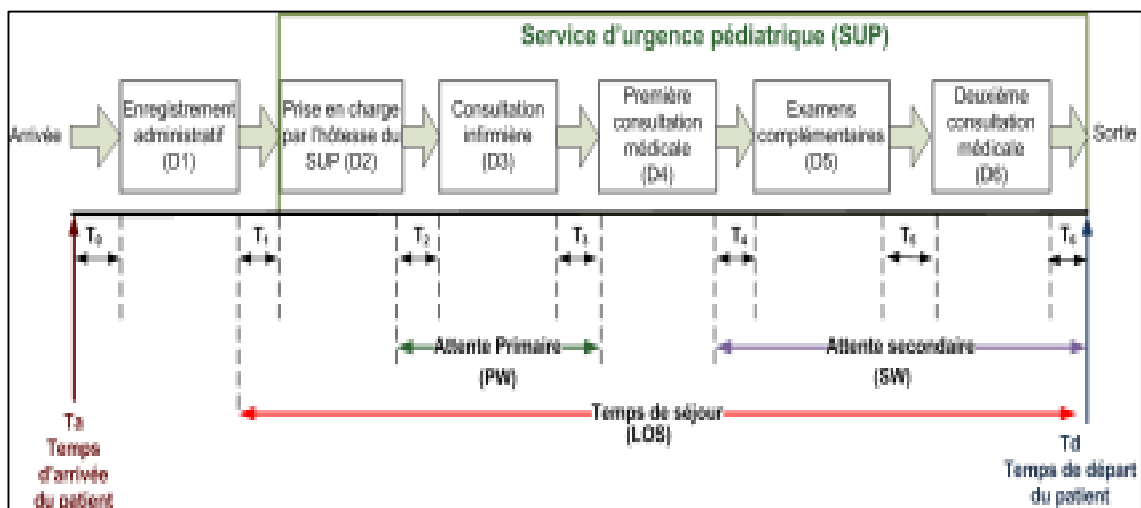 Service d'urgence pédiatrique (SUP)
Arrivée
Enregistrement
administratif
(D1)
Prise en charge
par l'hôtesse du
SUP (D2)
Consultation
infirmière
(D3)
Première
consultation
médicale
(D4)
Examens
complémentaires
(D5)
Deuxième
consultation
médicale
(D6)
Sortie
T₀
T₁
T₂
T₃
T₄
T₅
T₆
Attente Primaire
(PW)
Attente secondaire
(SW)
Temps de séjour
(LOS)
Ta
Temps
d'arrivée
du patient
Td
Temps de départ
du patient